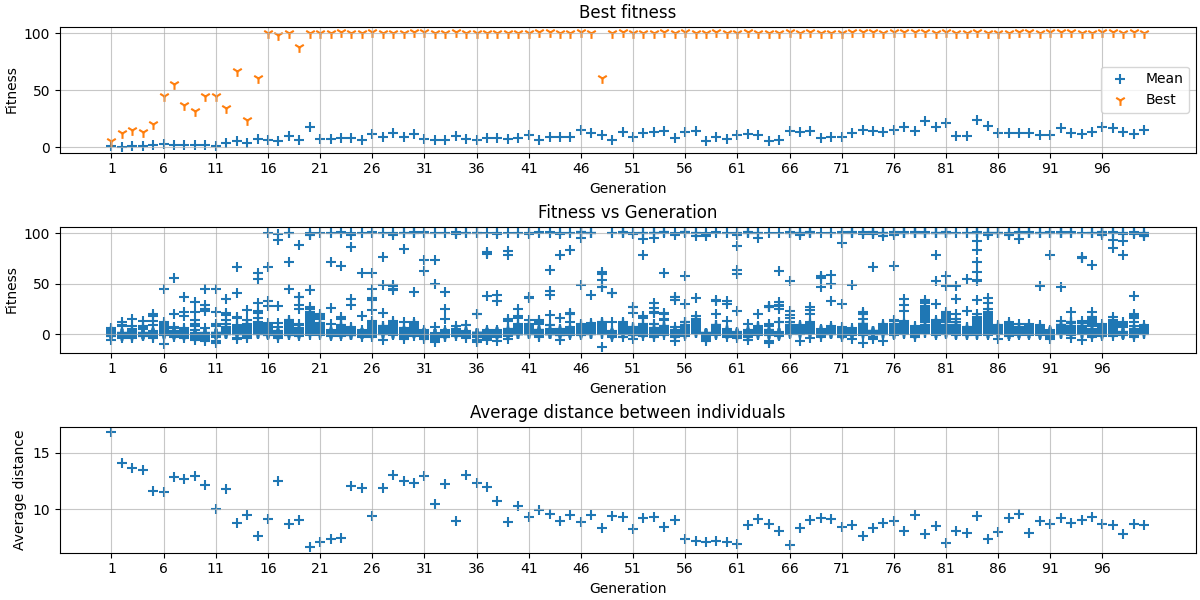 Best fitness
100
50
0
Fitness
Mean
Best
1 6 11 16 21 26 31 36 41 46 51 56 61 66 71 76 81 86 91 96
Generation
Fitness vs Generation
100
50
0
Fitness
1 6 11 16 21 26 31 36 41 46 51 56 61 66 71 76 81 86 91 96
Generation
Average distance between individuals
15
10
Average distance
1 6 11 16 21 26 31 36 41 46 51 56 61 66 71 76 81 86 91 96
Generation